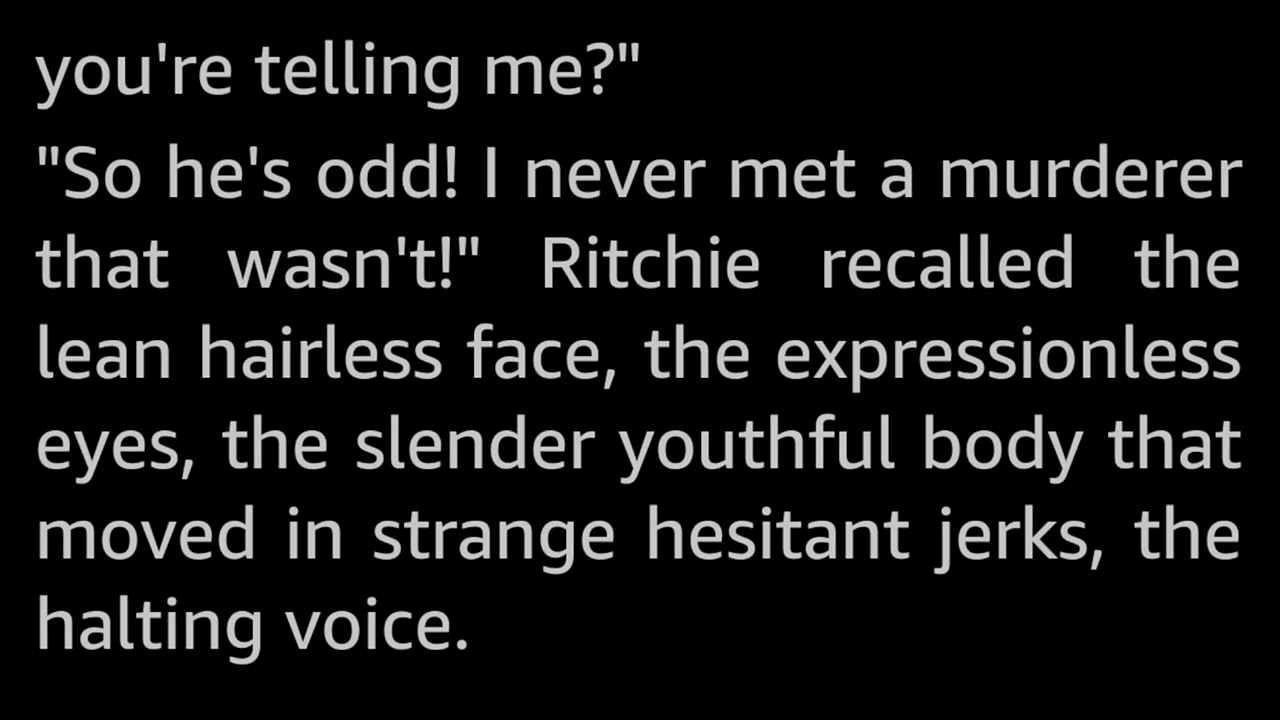 you're telling me?"
"So he's odd! I never met a murderer
that wasn't!" Ritchie recalled the
lean hairless face, the expressionless
eyes, the slender youthful body that
moved in strange hesitant jerks, the
halting voice.